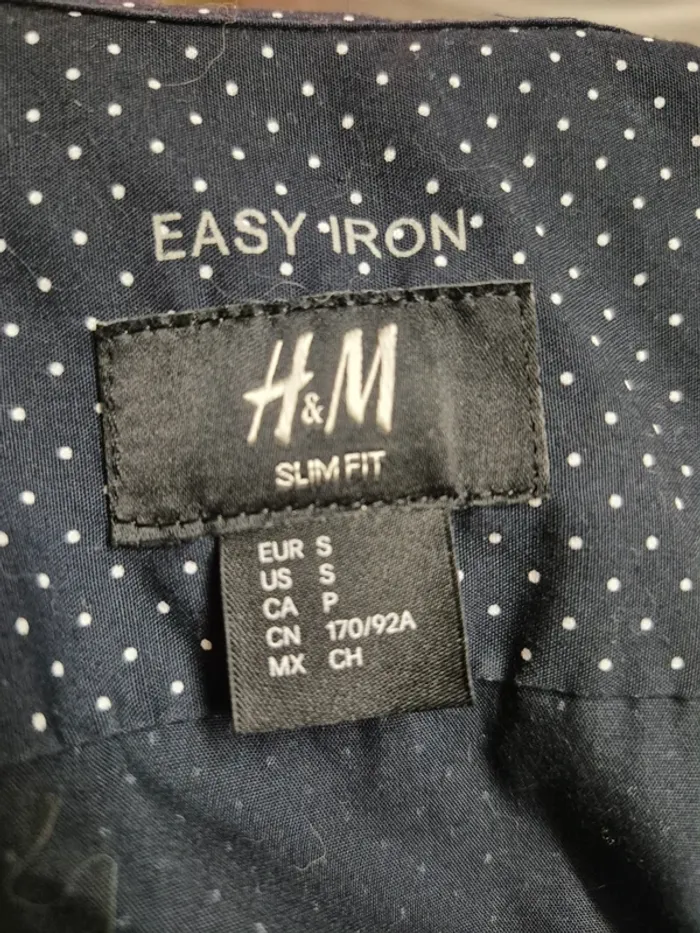 EASY IRON
H&M
SLIM FIT
EUR S
US S
CA P
CN 170/92A
MX CH